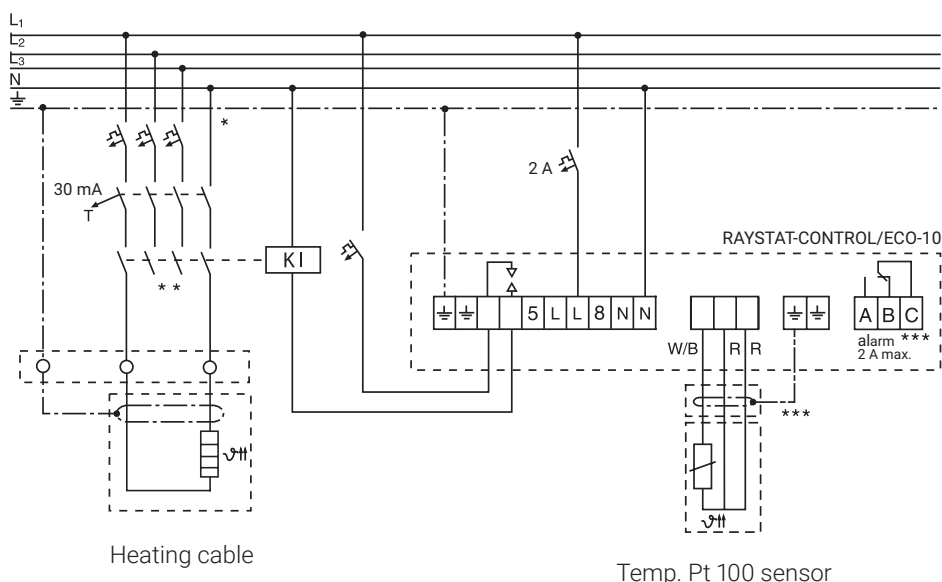 L1
L2
L3
N
*
30 mA
T
2 A
RAYSTAT-CONTROL/ECO-10
KI
* *
5 L L 8 N N
A B C
W/B R R
alarm ***
2 A max.
***
ϑ
ϑ
Heating cable
Temp. Pt 100 sensor